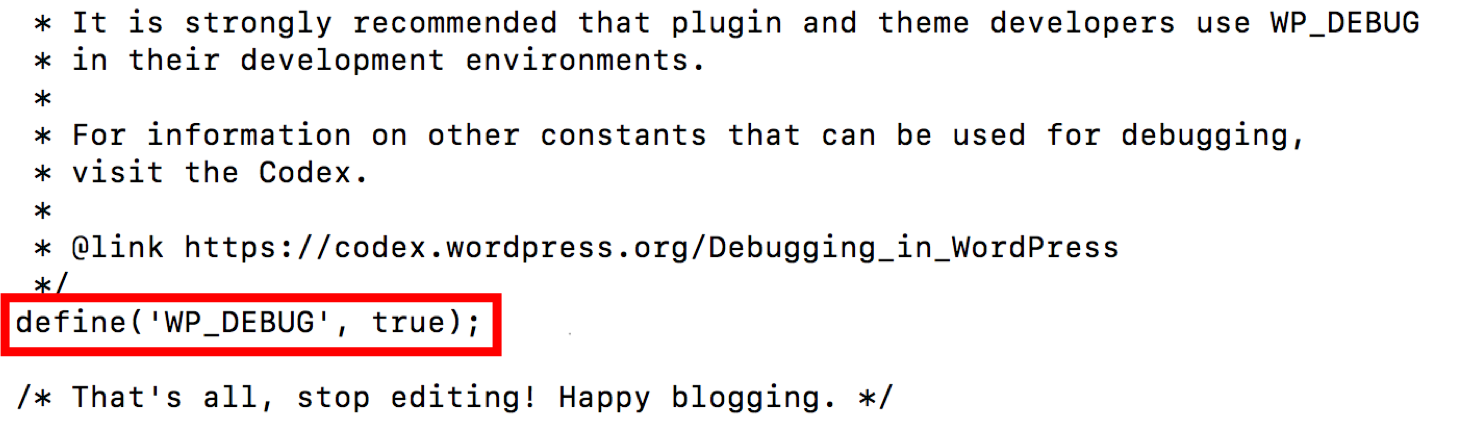 * It is strongly recommended that plugin and theme developers use WP_DEBUG
* in their development environments.
*
* For information on other constants that can be used for debugging,
* visit the Codex.
*
* @link https://codex.wordpress.org/Debugging_in_WordPress
*/
define('WP_DEBUG', true);
/* That's all, stop editing! Happy blogging. */